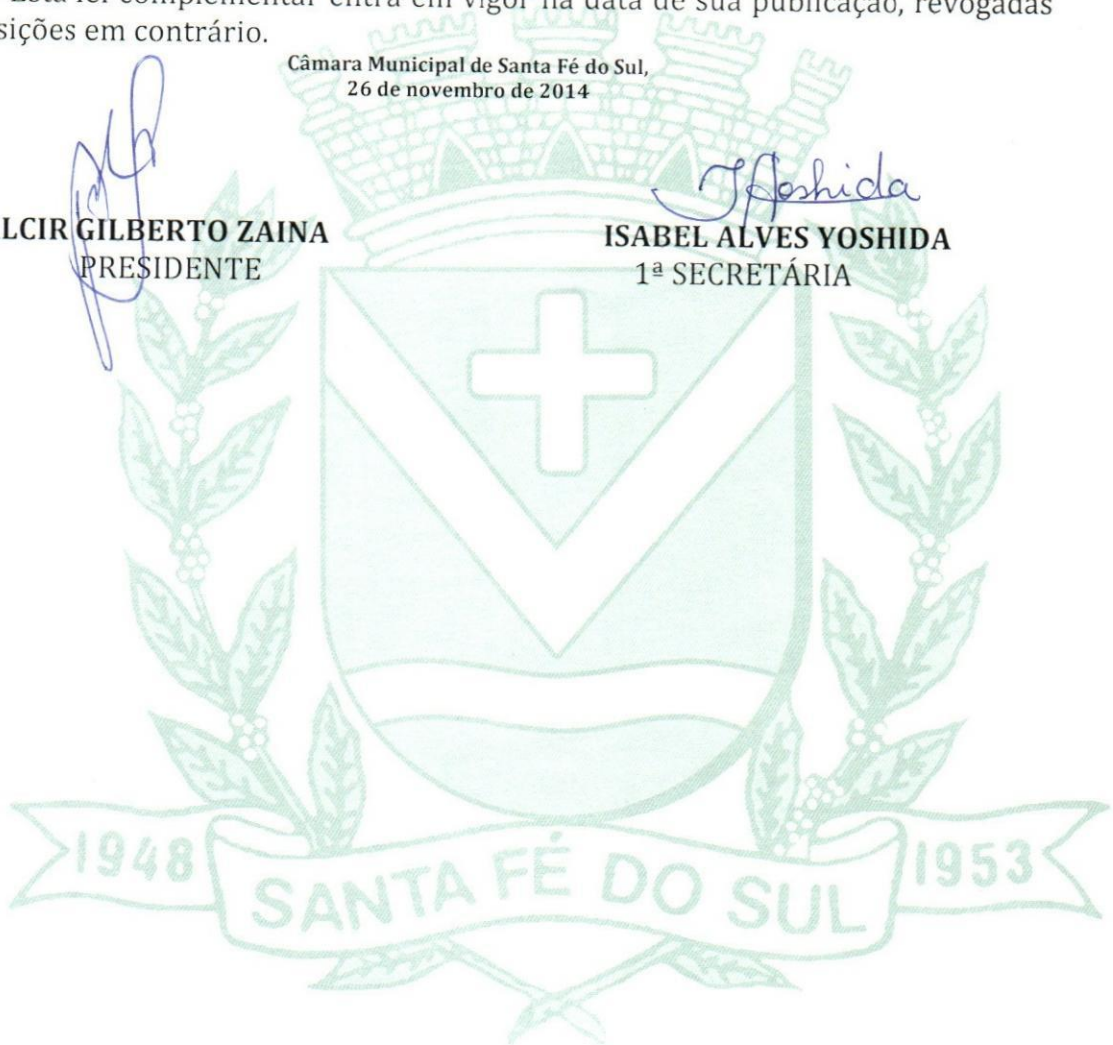 Esta lei complementar entra em vigor na data de sua publicação, revogadas
sições em contrário.
Câmara Municipal de Santa Fé do Sul,
26 de novembro de 2014
IAYoshida
LCIR GILBERTO ZAINA
ISABEL ALVES YOSHIDA
PRESIDENTE
1ª SECRETÁRIA
1948
SANTA FÉ DO SUL
1953